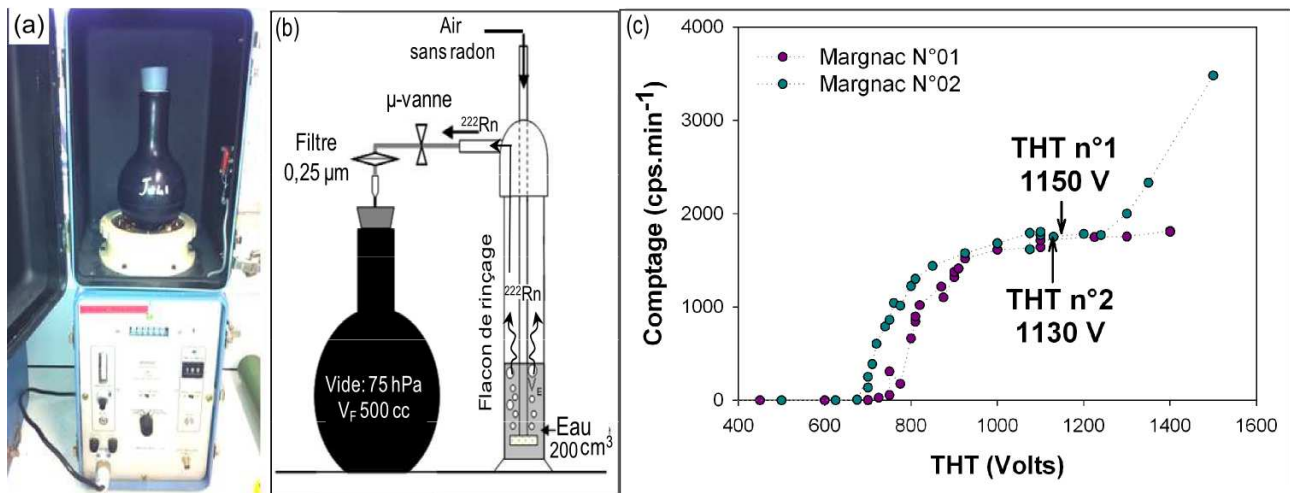 (a)
JoLi
(b)
Air
sans radon
µ-vanne
²²²Rn
Filtre
0,25 µm
Flacon de rinçage
²²²Rn
Vide: 75 hPa
V_F 500 cc
E
Eau
200 cm³
(c)
Comptage (cps.min⁻¹)
4000
3000
2000
1000
0
Margnac N°01
Margnac N°02
THT n°1
1150 V
THT n°2
1130 V
400 600 800 1000 1200 1400 1600
THT (Volts)